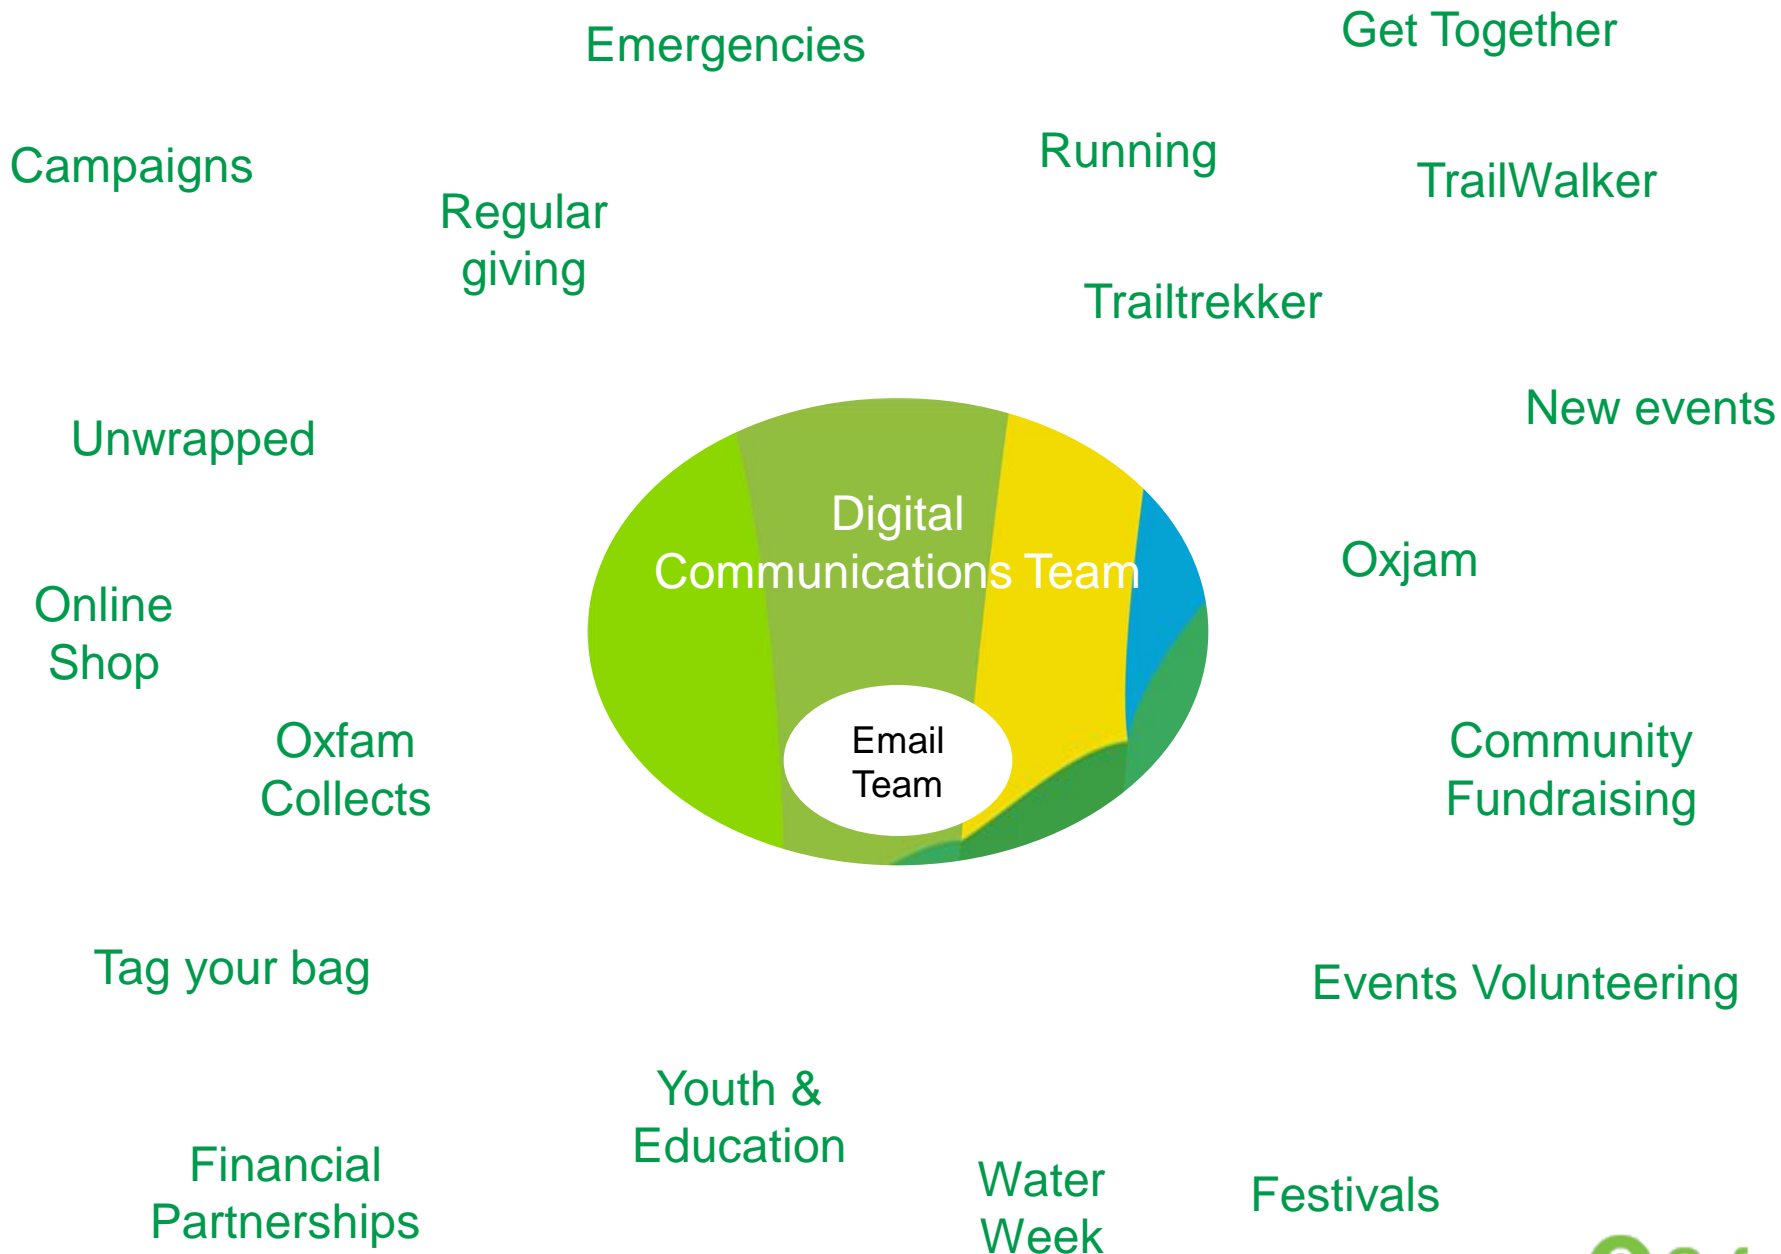 Emergencies
Get Together
Campaigns
Running
TrailWalker
Regular
giving
Trailtrekker
Unwrapped
New events
Digital
Communications Team
Oxjam
Online
Shop
Oxfam
Collects
Email
Team
Community
Fundraising
Tag your bag
Events Volunteering
Youth &
Education
Financial
Partnerships
Water
Week
Festivals